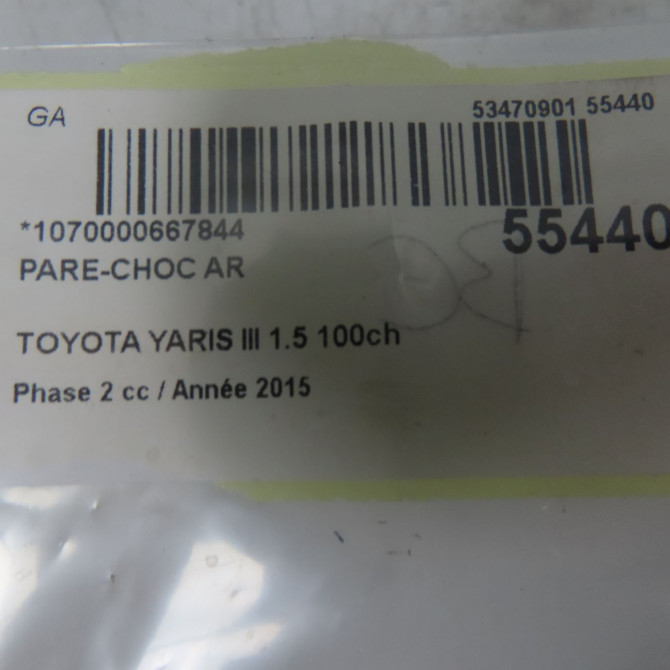 GA
53470901 55440
*1070000667844
55440
PARE-CHOC AR
TOYOTA YARIS III 1.5 100ch
Phase 2 cc / Année 2015